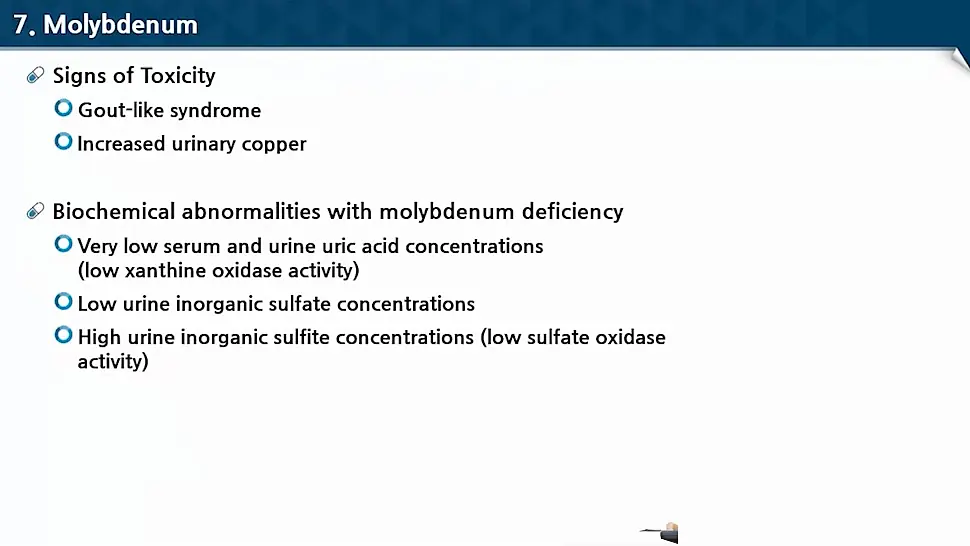 7. Molybdenum
Signs of Toxicity
Gout-like syndrome
Increased urinary copper
Biochemical abnormalities with molybdenum deficiency
Very low serum and urine uric acid concentrations
(low xanthine oxidase activity)
Low urine inorganic sulfate concentrations
High urine inorganic sulfite concentrations (low sulfate oxidase
activity)